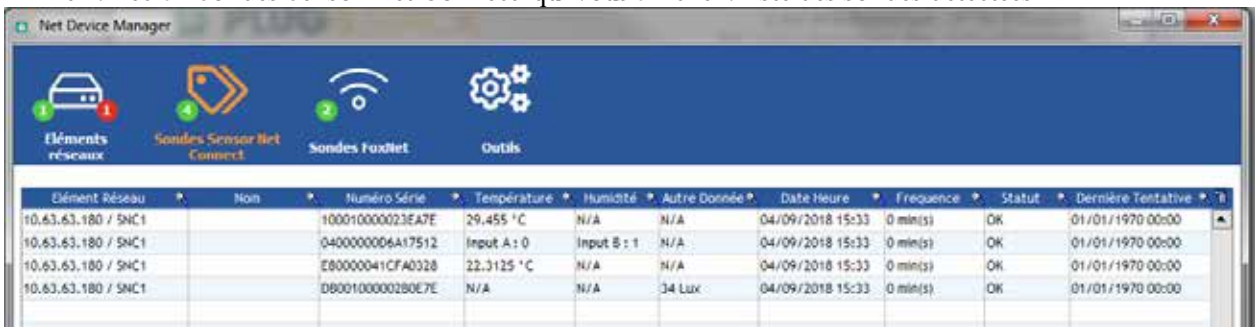 Net Device Manager
1 1 4 2
Eléments réseaux
Sondes Sensor Net Connect
Sondes FoxNet
Outils
Elément Réseau Nom Numéro Série Température Humidité Autre Donnée Date Heure Frequence Statut Dernière Tentative
10.63.63.180 / SNC1 100010000023EA7E 29.455 °C N/A N/A 04/09/2018 15:33 0 min(s) OK 01/01/1970 00:00
10.63.63.180 / SNC1 04000000D6A17512 Input A : 0 Input B : 1 N/A 04/09/2018 15:33 0 min(s) OK 01/01/1970 00:00
10.63.63.180 / SNC1 E80000041CFA0328 22.3125 °C N/A N/A 04/09/2018 15:33 0 min(s) OK 01/01/1970 00:00
10.63.63.180 / SNC1 D800100000280E7E N/A N/A 34 Lux 04/09/2018 15:33 0 min(s) OK 01/01/1970 00:00